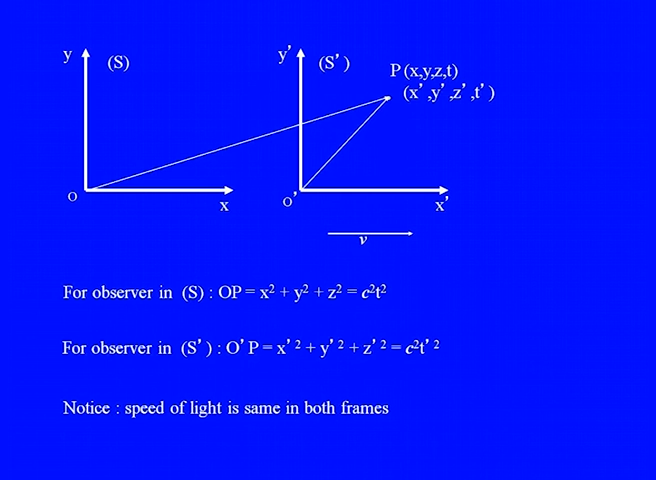 y
(S)
y'
(S')
P (x,y,z,t)
(x' ,y' ,z' ,t' )
O
x
O'
x'
v
For observer in (S) : OP = x² + y² + z² = c²t²
For observer in (S' ) : O' P = x' ² + y' ² + z' ² = c²t' ²
Notice : speed of light is same in both frames